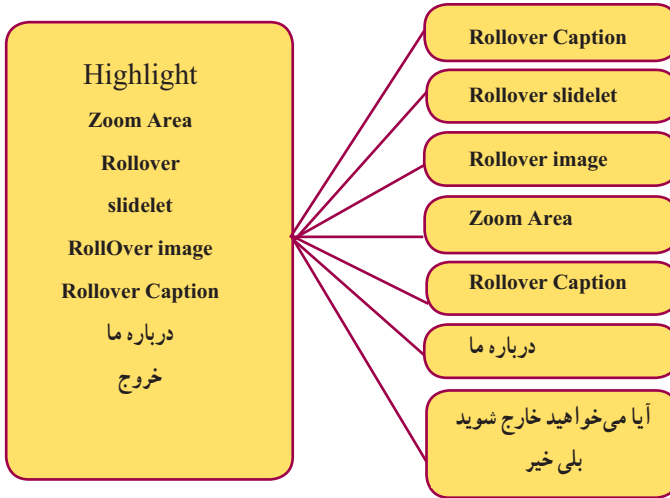 Highlight
Zoom Area
Rollover
slidelet
RollOver image
Rollover Caption
درباره ما
خروج
Rollover Caption
Rollover slidelet
Rollover image
Zoom Area
Rollover Caption
درباره ما
آیا می‌خواهید خارج شوید
بلی خیر